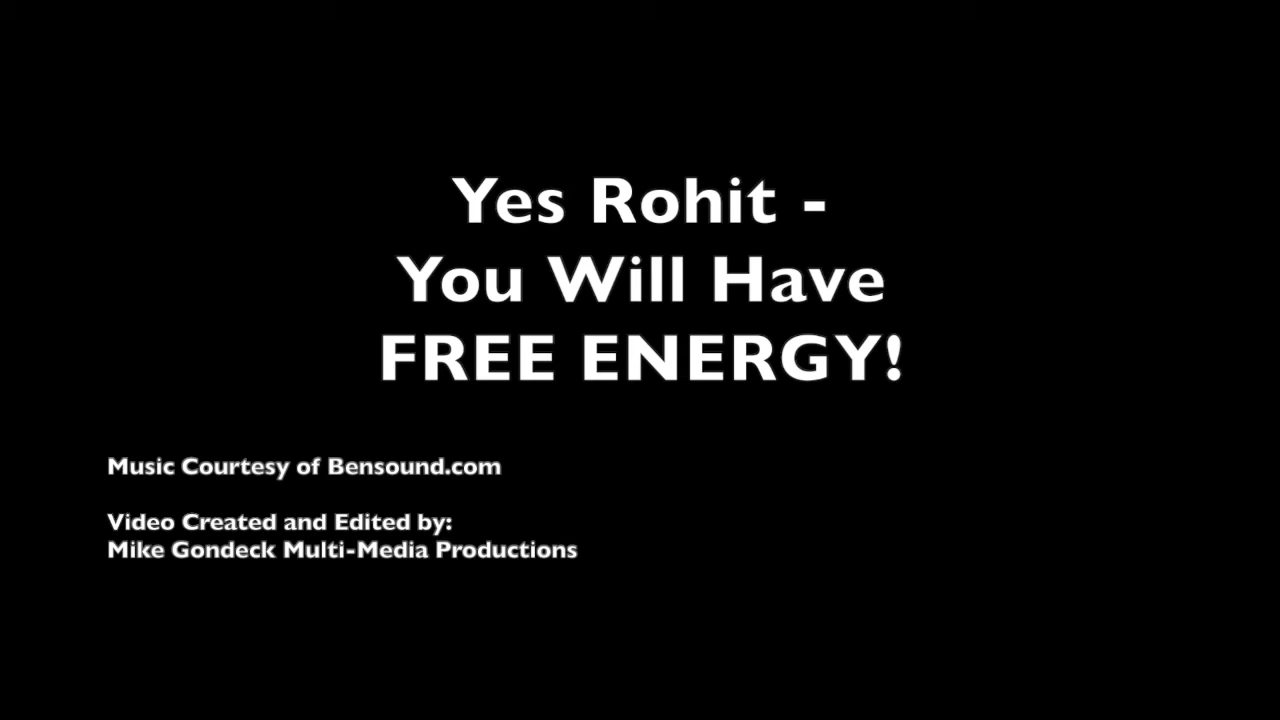 Yes Rohit -
You Will Have
FREE ENERGY!
Music Courtesy of Bensound.com
Video Created and Edited by:
Mike Gondeck Multi-Media Productions